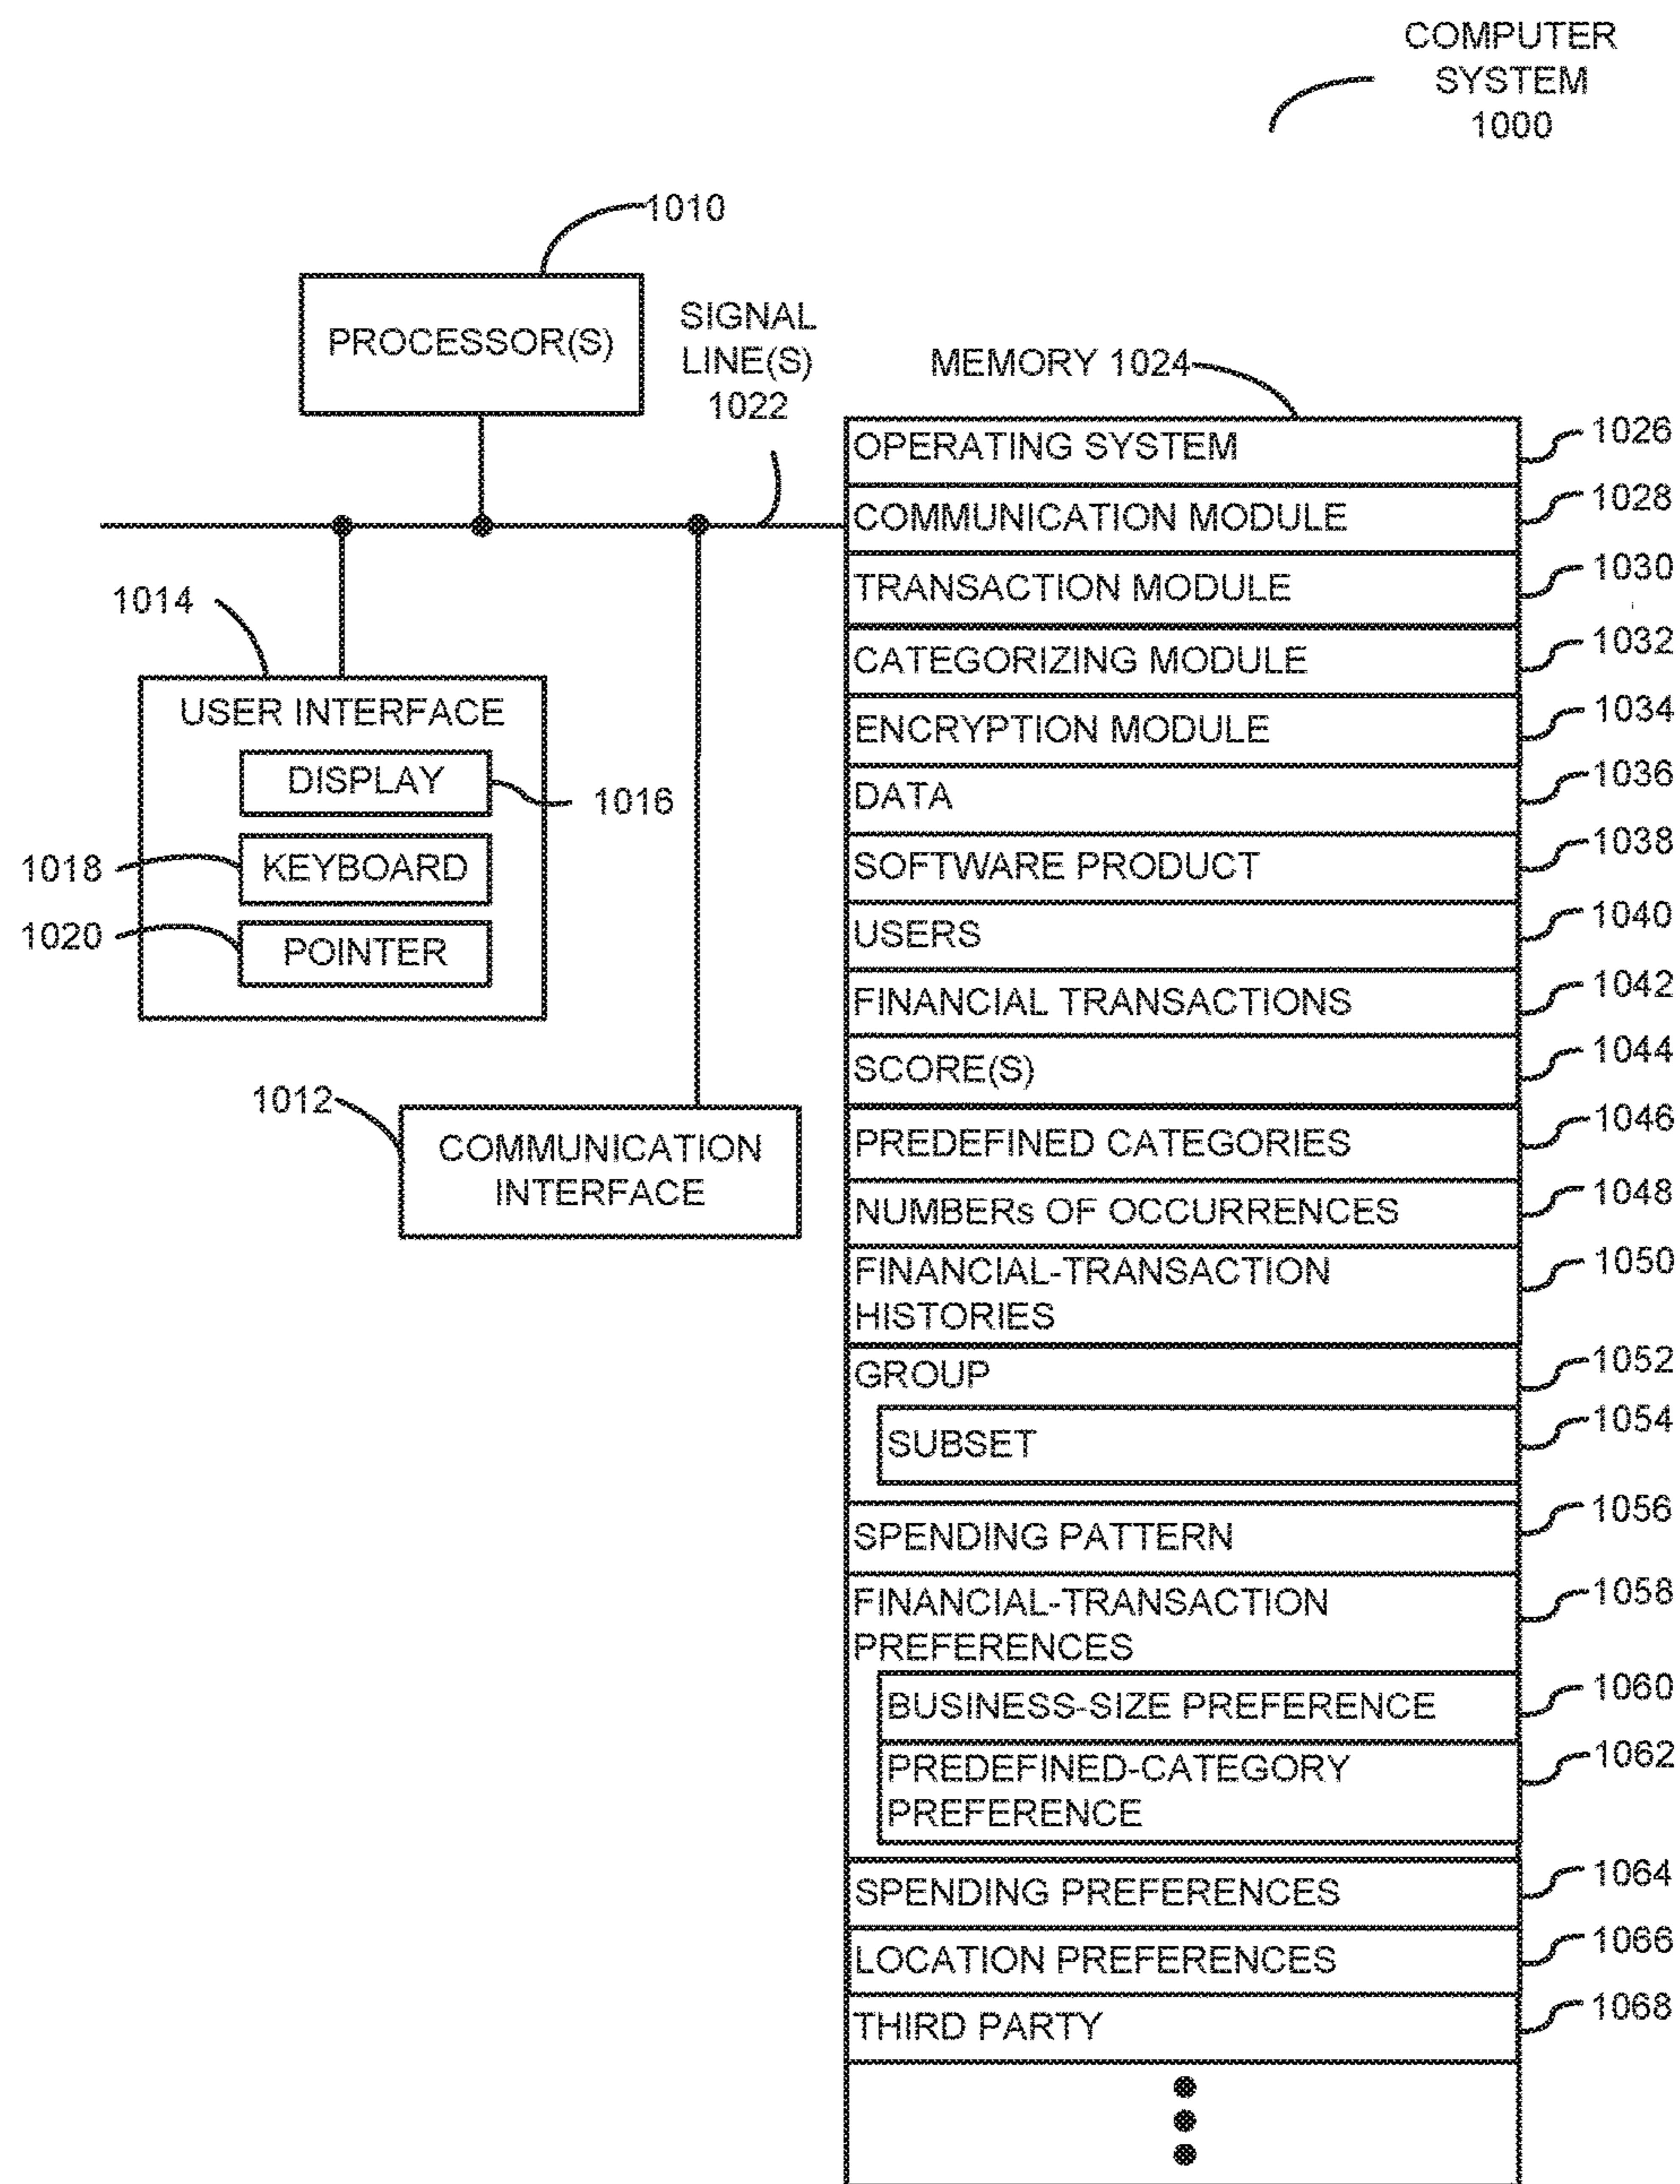 COMPUTER
SYSTEM
1000
1010
PROCESSOR(S)
SIGNAL
LINE(S)
1022
MEMORY 1024
OPERATING SYSTEM
1026
COMMUNICATION MODULE
1028
TRANSACTION MODULE
1030
CATEGORIZING MODULE
1032
ENCRYPTION MODULE
1034
DATA
1036
SOFTWARE PRODUCT
1038
USERS
1040
FINANCIAL TRANSACTIONS
1042
SCORE(S)
1044
PREDEFINED CATEGORIES
1046
NUMBERs OF OCCURRENCES
1048
FINANCIAL-TRANSACTION
HISTORIES
1050
GROUP
1052
SUBSET
1054
SPENDING PATTERN
1056
FINANCIAL-TRANSACTION
PREFERENCES
1058
BUSINESS-SIZE PREFERENCE
1060
PREDEFINED-CATEGORY
PREFERENCE
1062
SPENDING PREFERENCES
1064
LOCATION PREFERENCES
1066
THIRD PARTY
1068
1014
USER INTERFACE
DISPLAY
1016
1018
KEYBOARD
1020
POINTER
1012
COMMUNICATION
INTERFACE